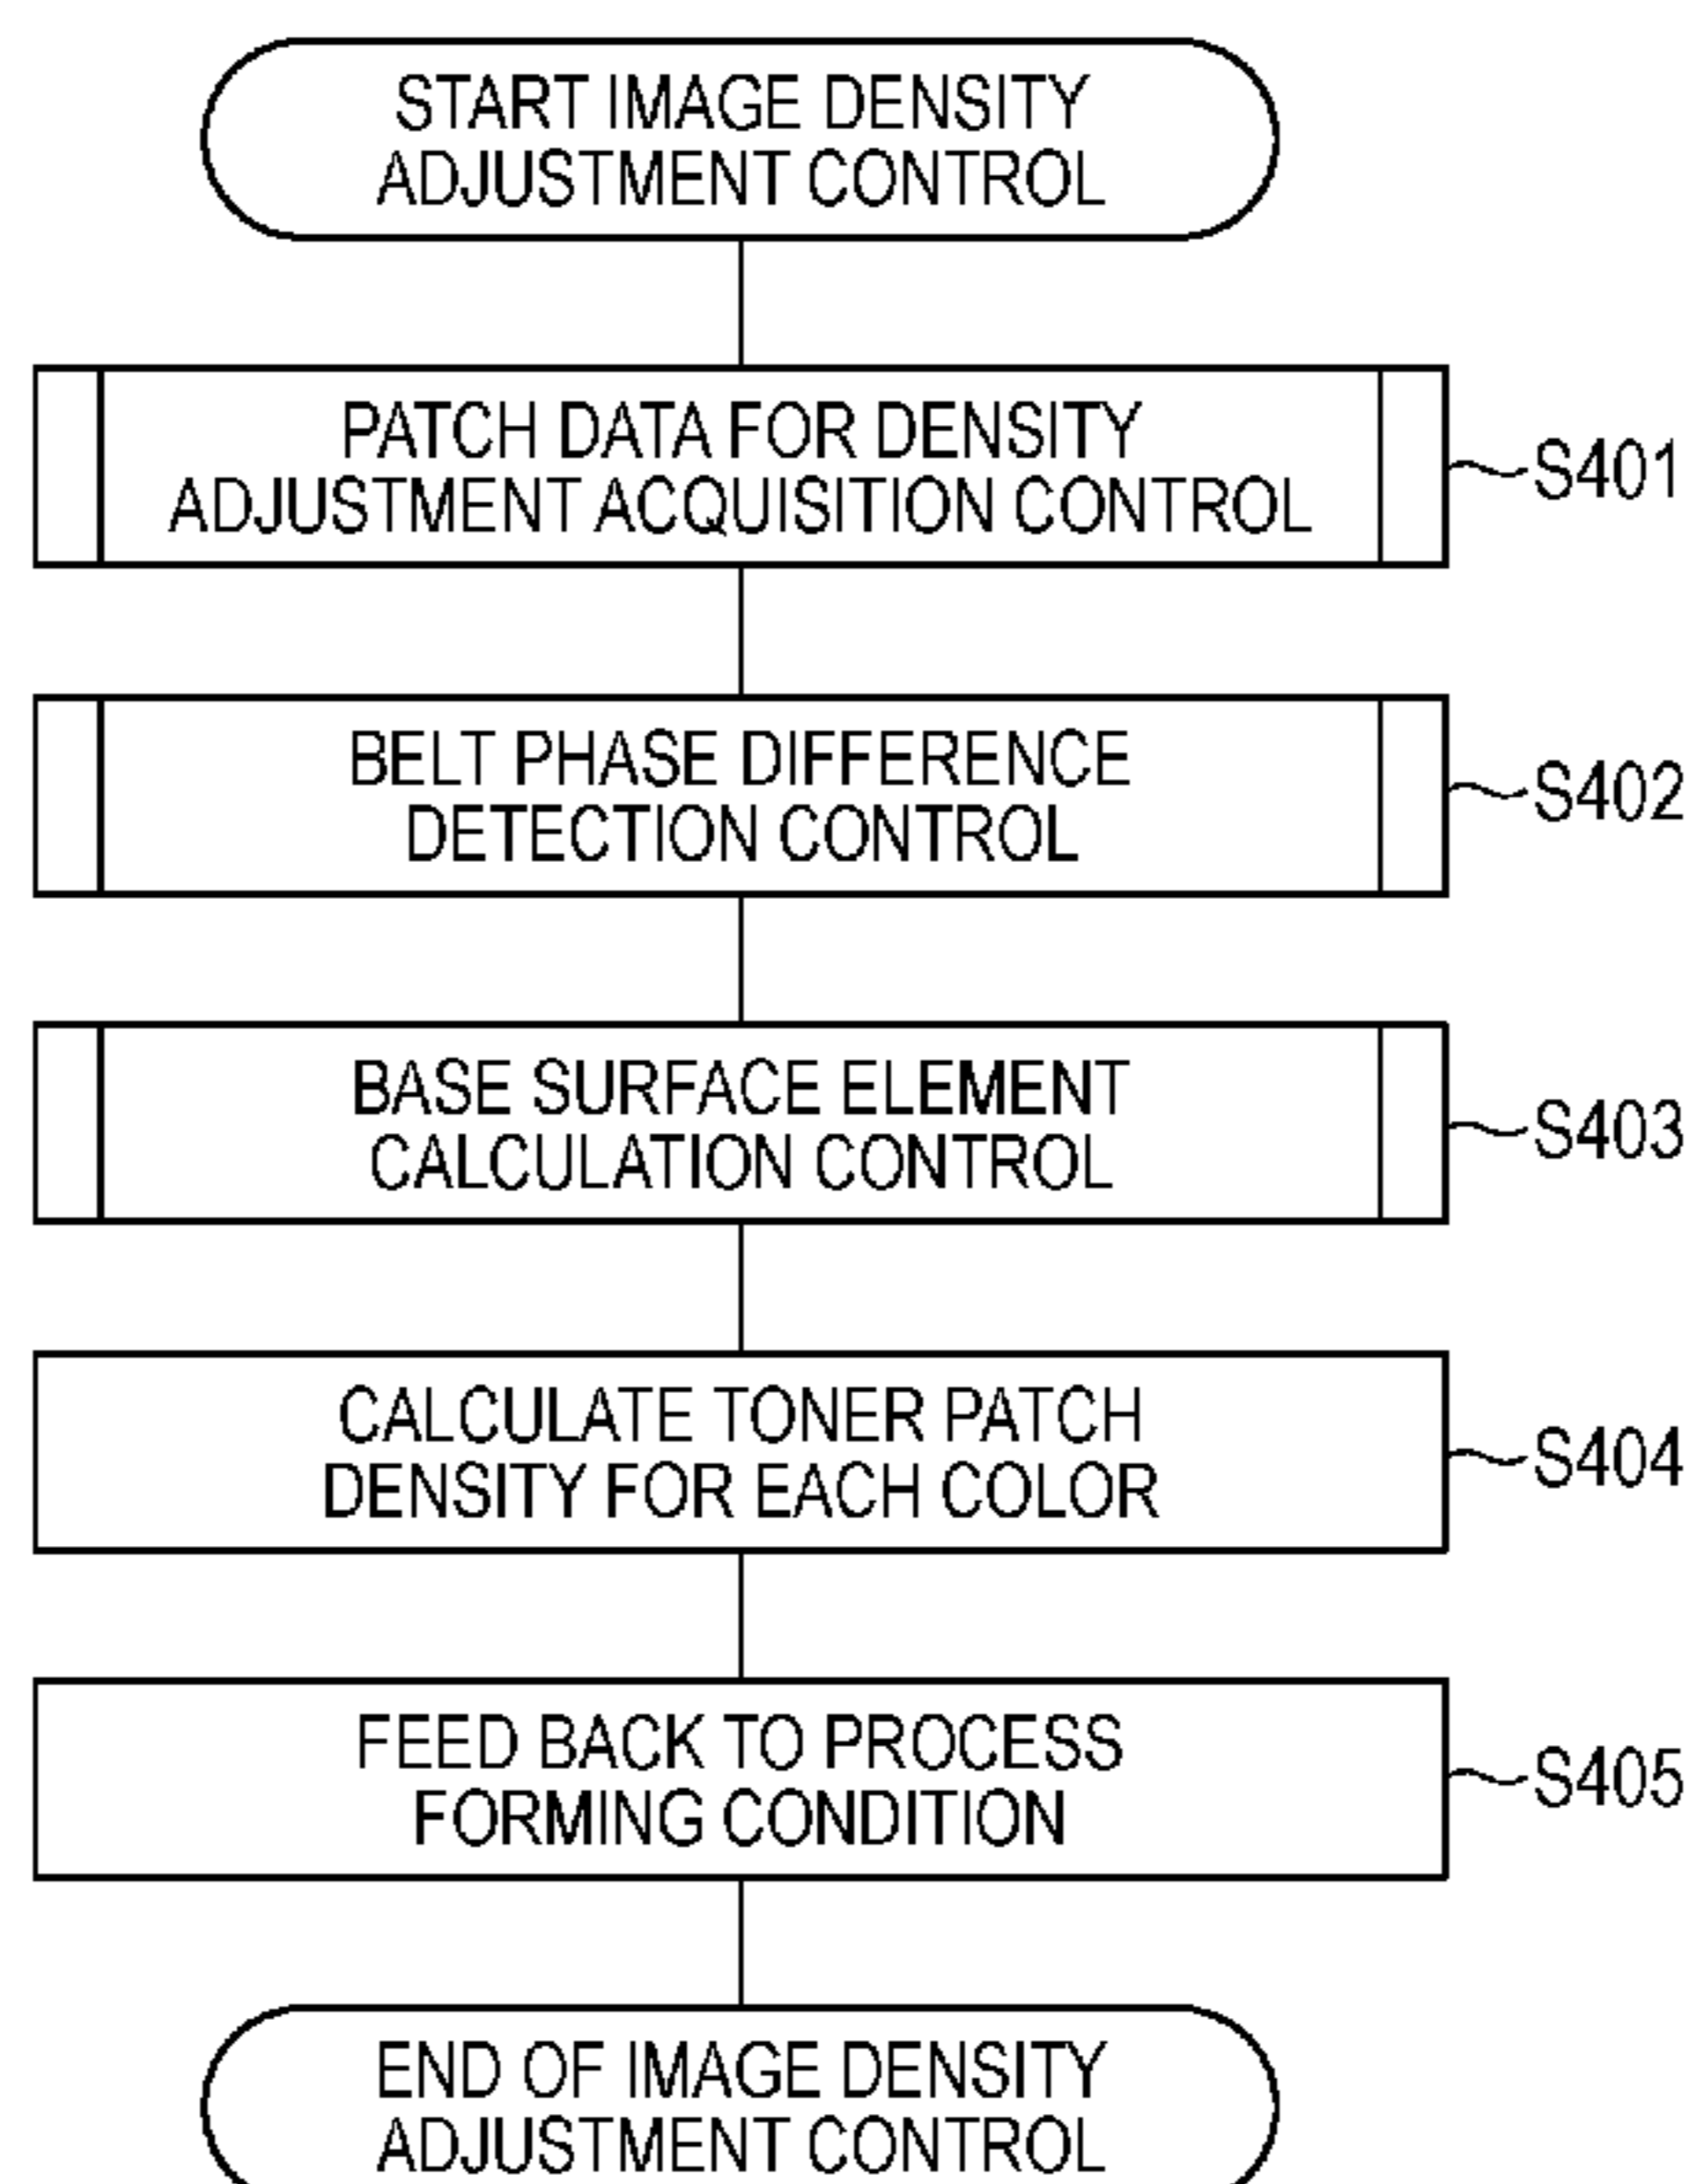 START IMAGE DENSITY
ADJUSTMENT CONTROL
PATCH DATA FOR DENSITY
ADJUSTMENT ACQUISITION CONTROL
S401
BELT PHASE DIFFERENCE
DETECTION CONTROL
S402
BASE SURFACE ELEMENT
CALCULATION CONTROL
S403
CALCULATE TONER PATCH
DENSITY FOR EACH COLOR
S404
FEED BACK TO PROCESS
FORMING CONDITION
S405
END OF IMAGE DENSITY
ADJUSTMENT CONTROL